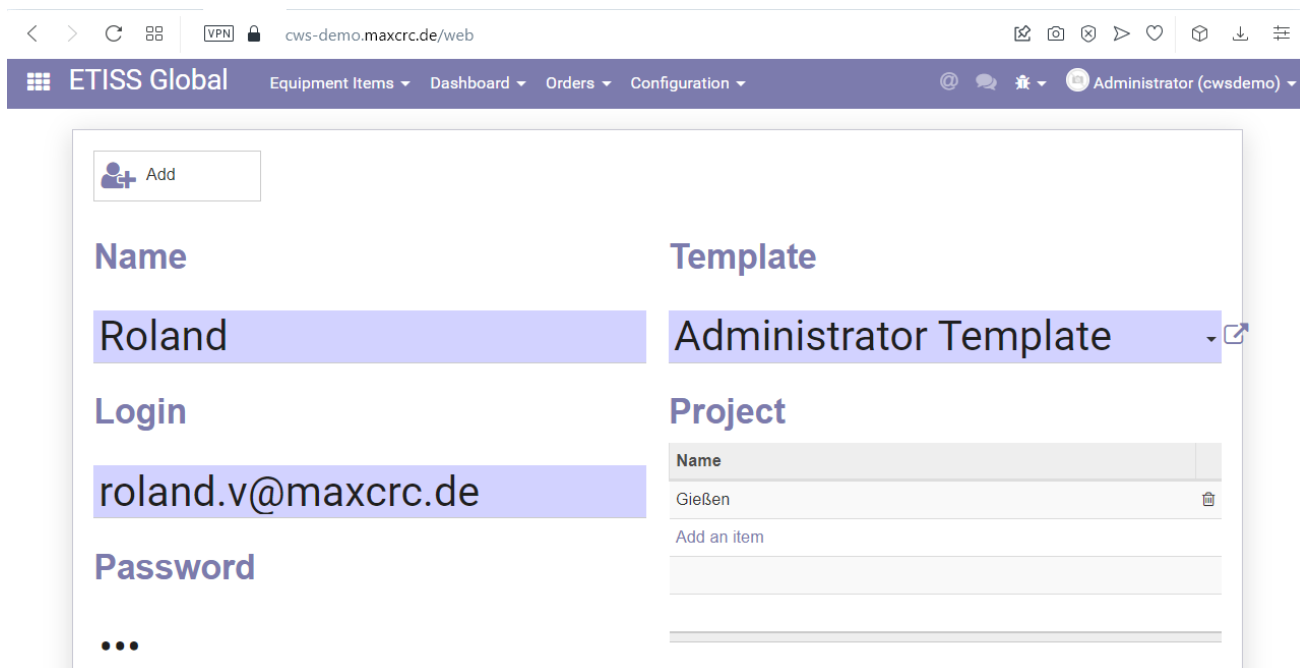 VPN cws-demo.maxcrc.de/web
ETISS Global Equipment Items Dashboard Orders Configuration @ Administrator (cwsdemo)
Add
Name
Roland
Login
roland.v@maxcrc.de
Password
•••
Template
Administrator Template
Project
Name
Gießen
Add an item